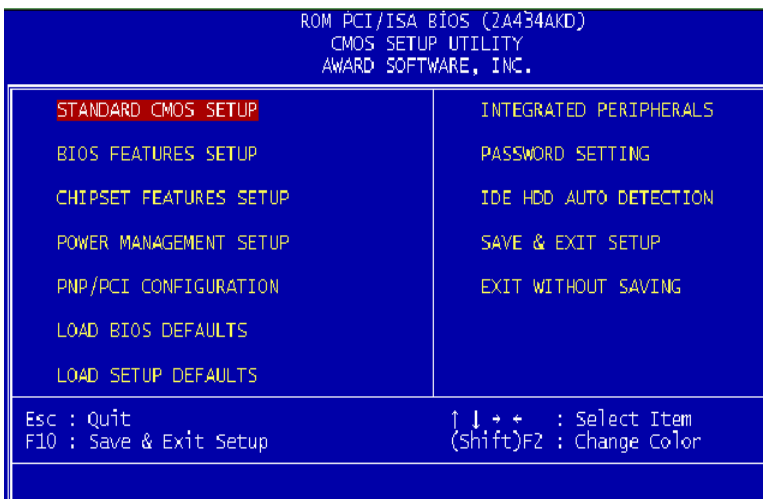 ROM PCI/ISA BIOS (2A434AKD)
CMOS SETUP UTILITY
AWARD SOFTWARE, INC.
STANDARD CMOS SETUP
BIOS FEATURES SETUP
CHIPSET FEATURES SETUP
POWER MANAGEMENT SETUP
PNP/PCI CONFIGURATION
LOAD BIOS DEFAULTS
LOAD SETUP DEFAULTS
INTEGRATED PERIPHERALS
PASSWORD SETTING
IDE HDD AUTO DETECTION
SAVE & EXIT SETUP
EXIT WITHOUT SAVING
Esc : Quit
F10 : Save & Exit Setup
↑ ↓ → ← : Select Item
(Shift)F2 : Change Color